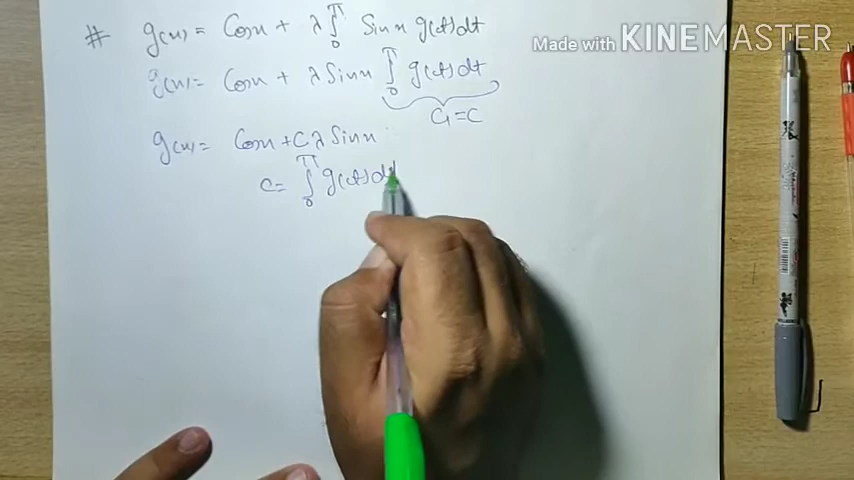 # g(x) = Cosx + λ ∫₀^π Sinx g(t)dt
Made with KINEMASTER
g(x) = Cosx + λ Sinx ∫₀^π g(t)dt
C₁=C
g(x) = Cosx + Cλ Sinx
C = ∫₀^π g(t)dt